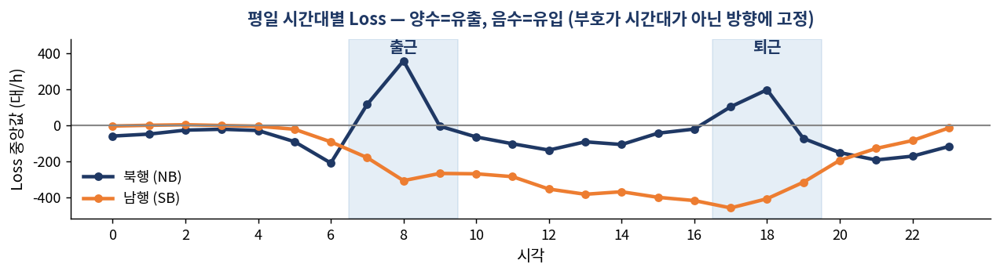 평일 시간대별 Loss — 양수=유출, 음수=유입 (부호가 시간대가 아닌 방향에 고정)
출근
퇴근
400
200
0
-200
-400
Loss 중앙값 (대/h)
북행 (NB)
남행 (SB)
0 2 4 6 8 10 12 14 16 18 20 22
시각